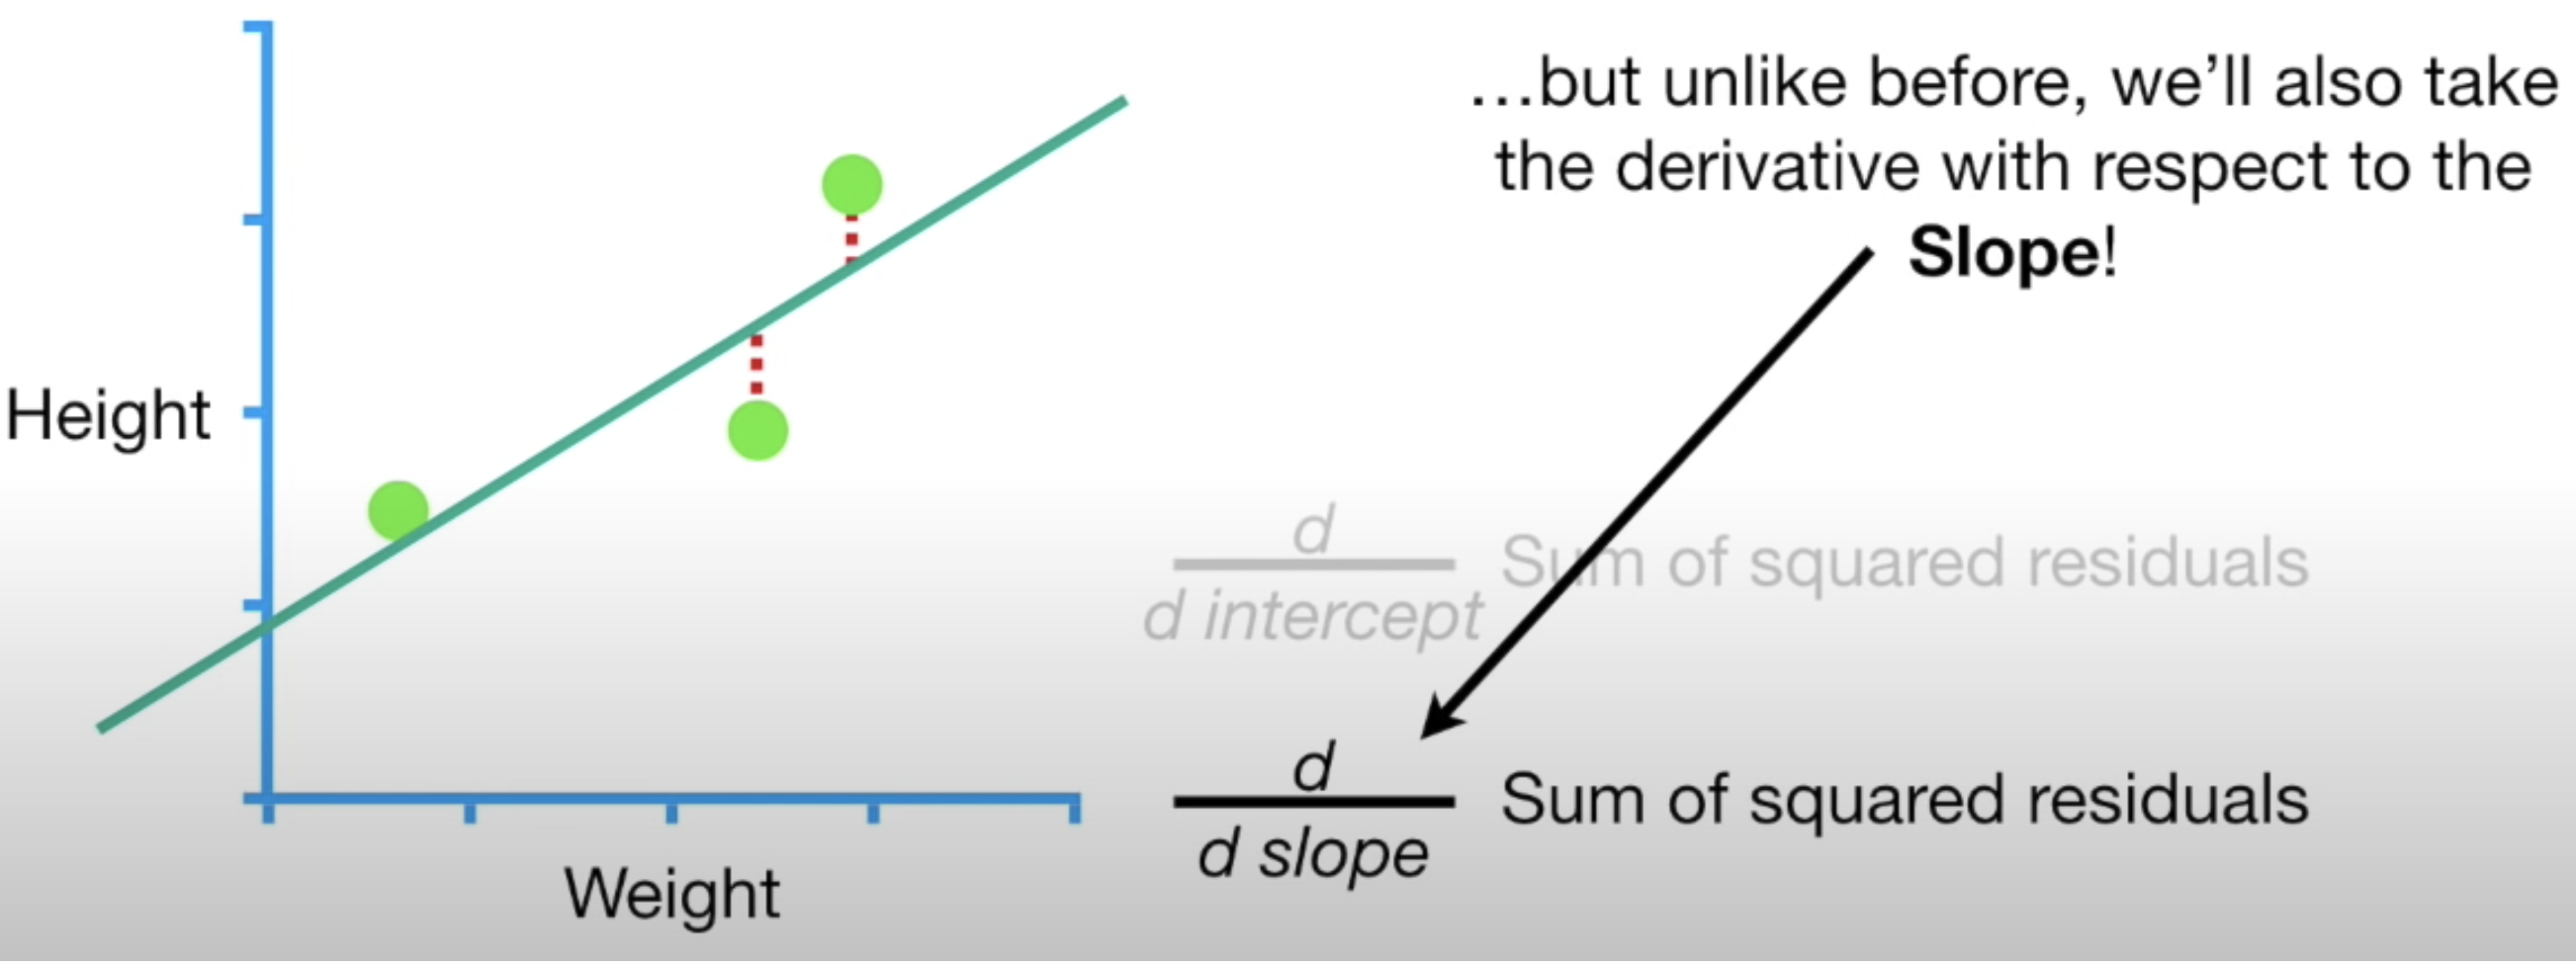 …but unlike before, we’ll also take
the derivative with respect to the
Slope!
Height
Weight
d
d intercept
Sum of squared residuals
d
d slope
Sum of squared residuals